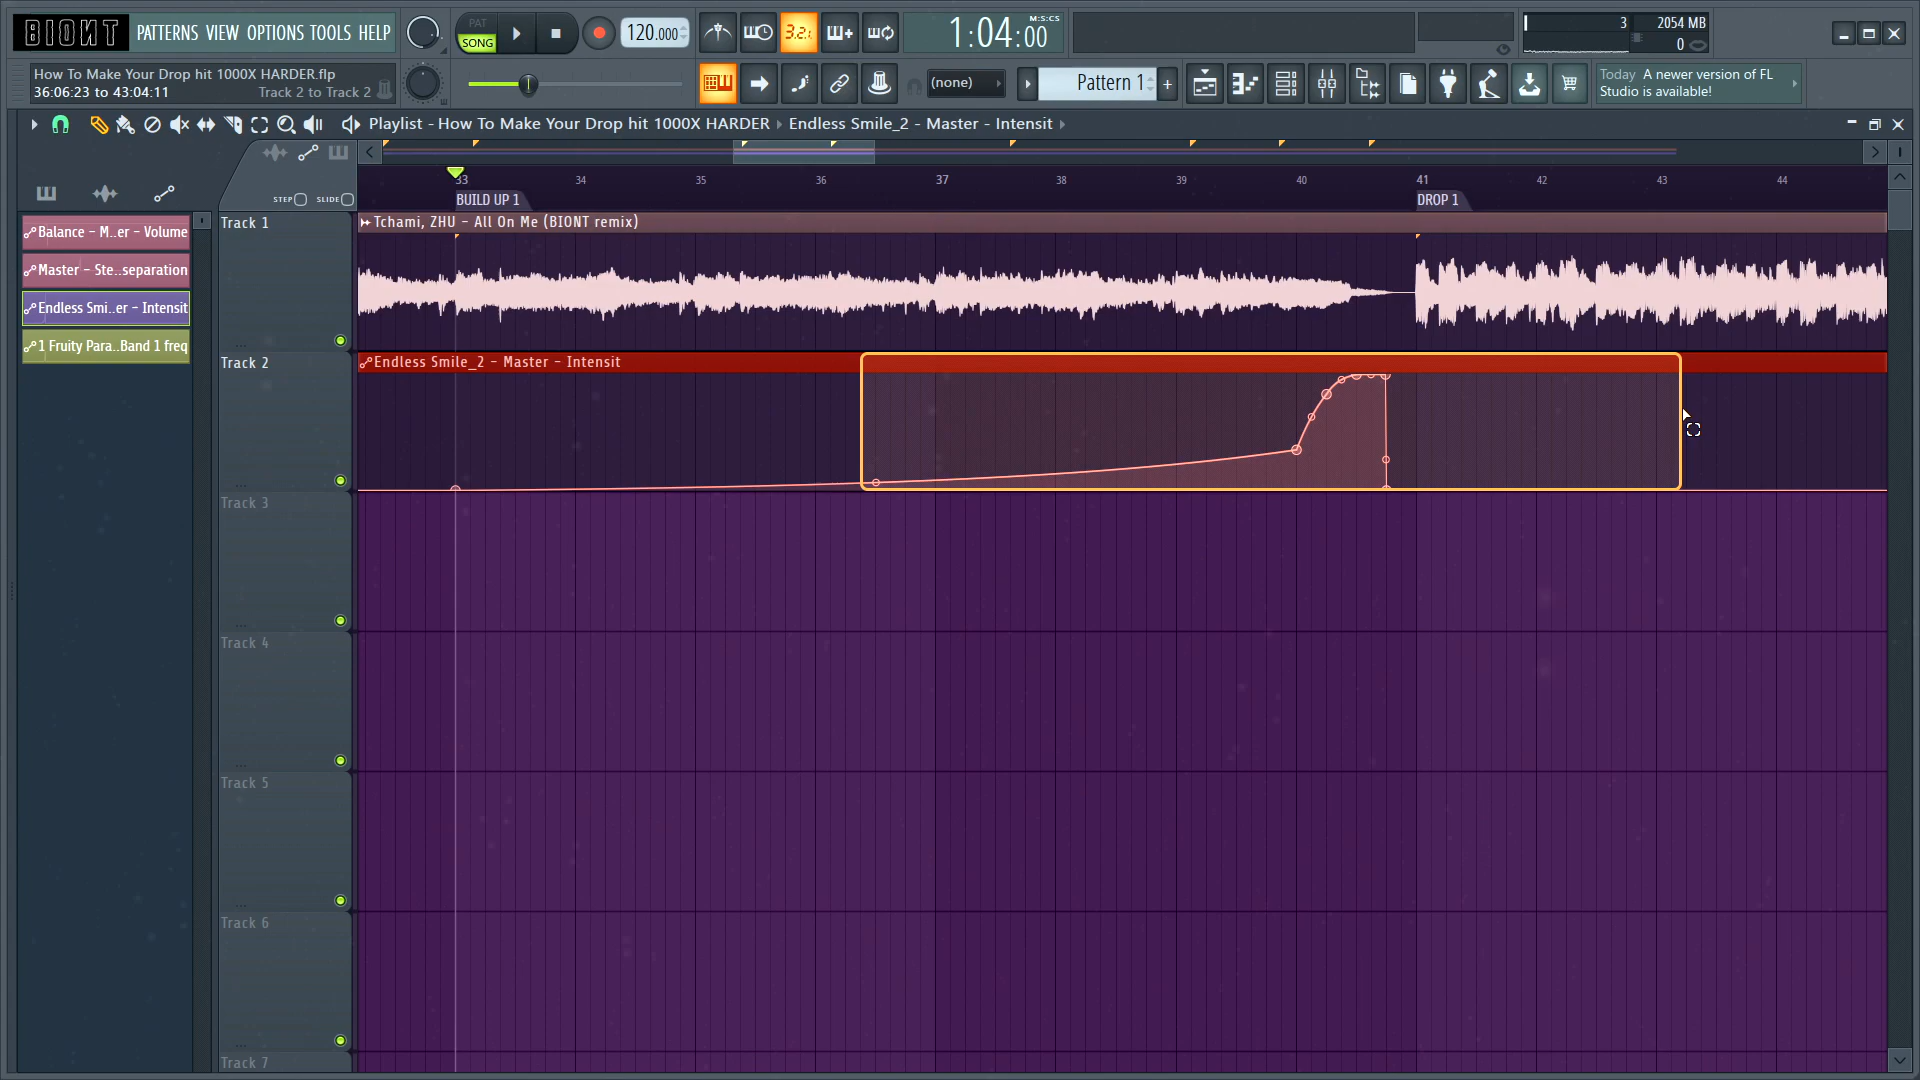 BIONT PATTERNS VIEW OPTIONS TOOLS HELP
PAT
SONG
120.000
3.2.
1:04:00
M:S:CS
3
2054 MB
0
How To Make Your Drop hit 1000X HARDER.flp
36:06:23 to 43:04:11 Track 2 to Track 2
(none)
Pattern 1
+
Today A newer version of FL
Studio is available!
Playlist - How To Make Your Drop hit 1000X HARDER › Endless Smile_2 - Master - Intensit ›
STEP SLIDE
33 34 35 36 37 38 39 40 41 42 43 44
BUILD UP 1 DROP 1
Balance - M..er - Volume
Master - Ste..separation
Endless Smi..er - Intensit
1 Fruity Para..Band 1 freq
Track 1
Tchami, ZHU - All On Me (BIONT remix)
Track 2
Endless Smile_2 - Master - Intensit
Track 3
Track 4
Track 5
Track 6
Track 7